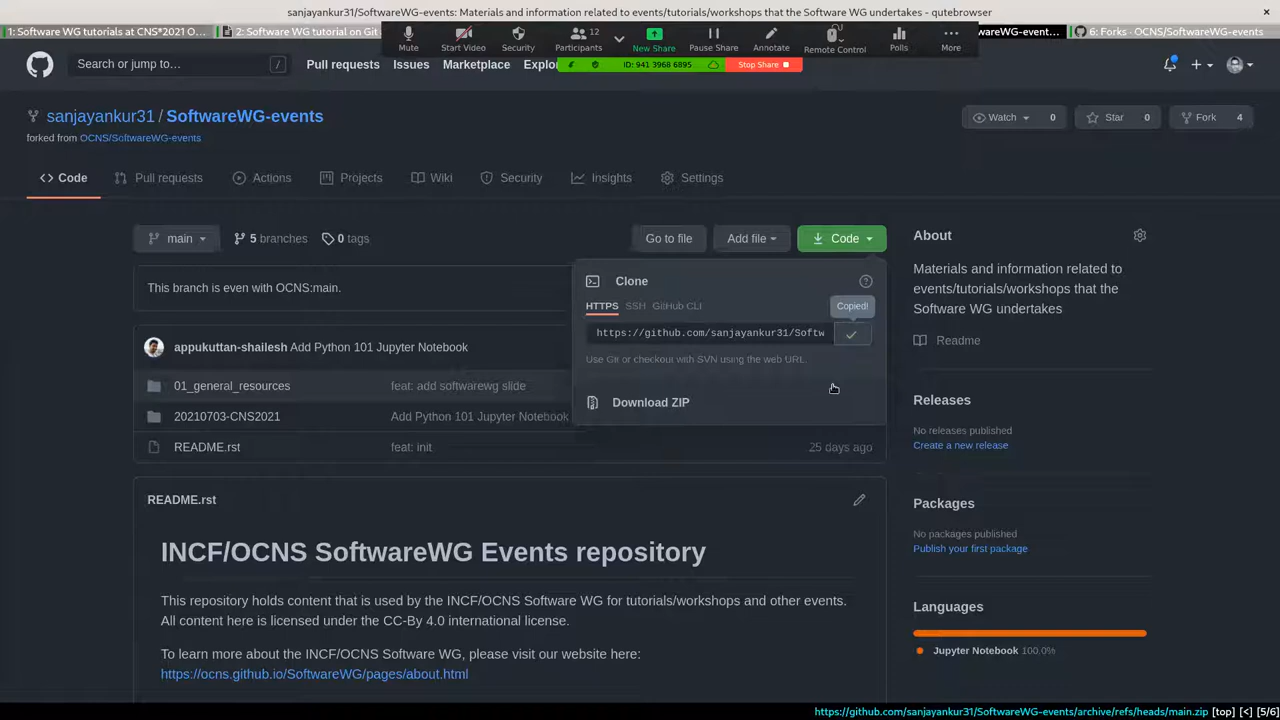 sanjayankur31/SoftwareWG-events: Materials and information related to events/tutorials/workshops that the Software WG undertakes - qutebrowser
1: Software WG tutorials at CNS*2021 O...
2: Software WG tutorial on Git
wareWG-event...
6: Forks · OCNS/SoftwareWG-events
Mute
Start Video
Security
Participants
12
New Share
Pause Share
Annotate
Remote Control
Polls
More
ID: 941 3968 6895
Stop Share
Search or jump to...
/
Pull requests
Issues
Marketplace
Explo
sanjayankur31 / SoftwareWG-events
forked from OCNS/SoftwareWG-events
Watch
0
Star
0
Fork
4
Code
Pull requests
Actions
Projects
Wiki
Security
Insights
Settings
main
5 branches
0 tags
Go to file
Add file
Code
This branch is even with OCNS:main.
appukuttan-shailesh Add Python 101 Jupyter Notebook
01_general_resources
feat: add softwarewg slide
20210703-CNS2021
Add Python 101 Jupyter Notebook
README.rst
feat: init
25 days ago
Clone
HTTPS
SSH
GitHub CLI
Copied!
https://github.com/sanjayankur31/Softw
Use Git or checkout with SVN using the web URL.
Download ZIP
README.rst
INCF/OCNS SoftwareWG Events repository
This repository holds content that is used by the INCF/OCNS Software WG for tutorials/workshops and other events.
All content here is licensed under the CC-By 4.0 international license.
To learn more about the INCF/OCNS Software WG, please visit our website here:
https://ocns.github.io/SoftwareWG/pages/about.html
About
Materials and information related to
events/tutorials/workshops that the
Software WG undertakes
Readme
Releases
No releases published
Create a new release
Packages
No packages published
Publish your first package
Languages
Jupyter Notebook 100.0%
https://github.com/sanjayankur31/SoftwareWG-events/archive/refs/heads/main.zip [top] [<] [5/6]